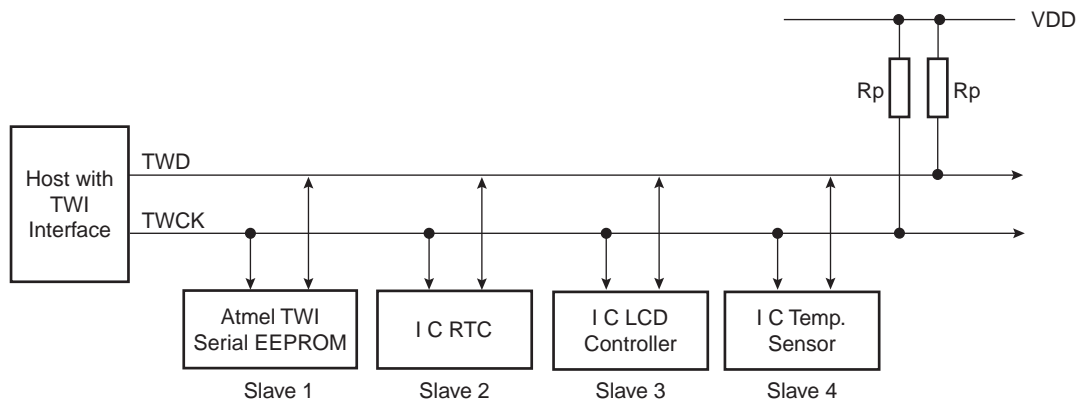 VDD
Rp
Rp
Host with
TWI
Interface
TWD
TWCK
Atmel TWI
Serial EEPROM
I C RTC
I C LCD
Controller
I C Temp.
Sensor
Slave 1
Slave 2
Slave 3
Slave 4